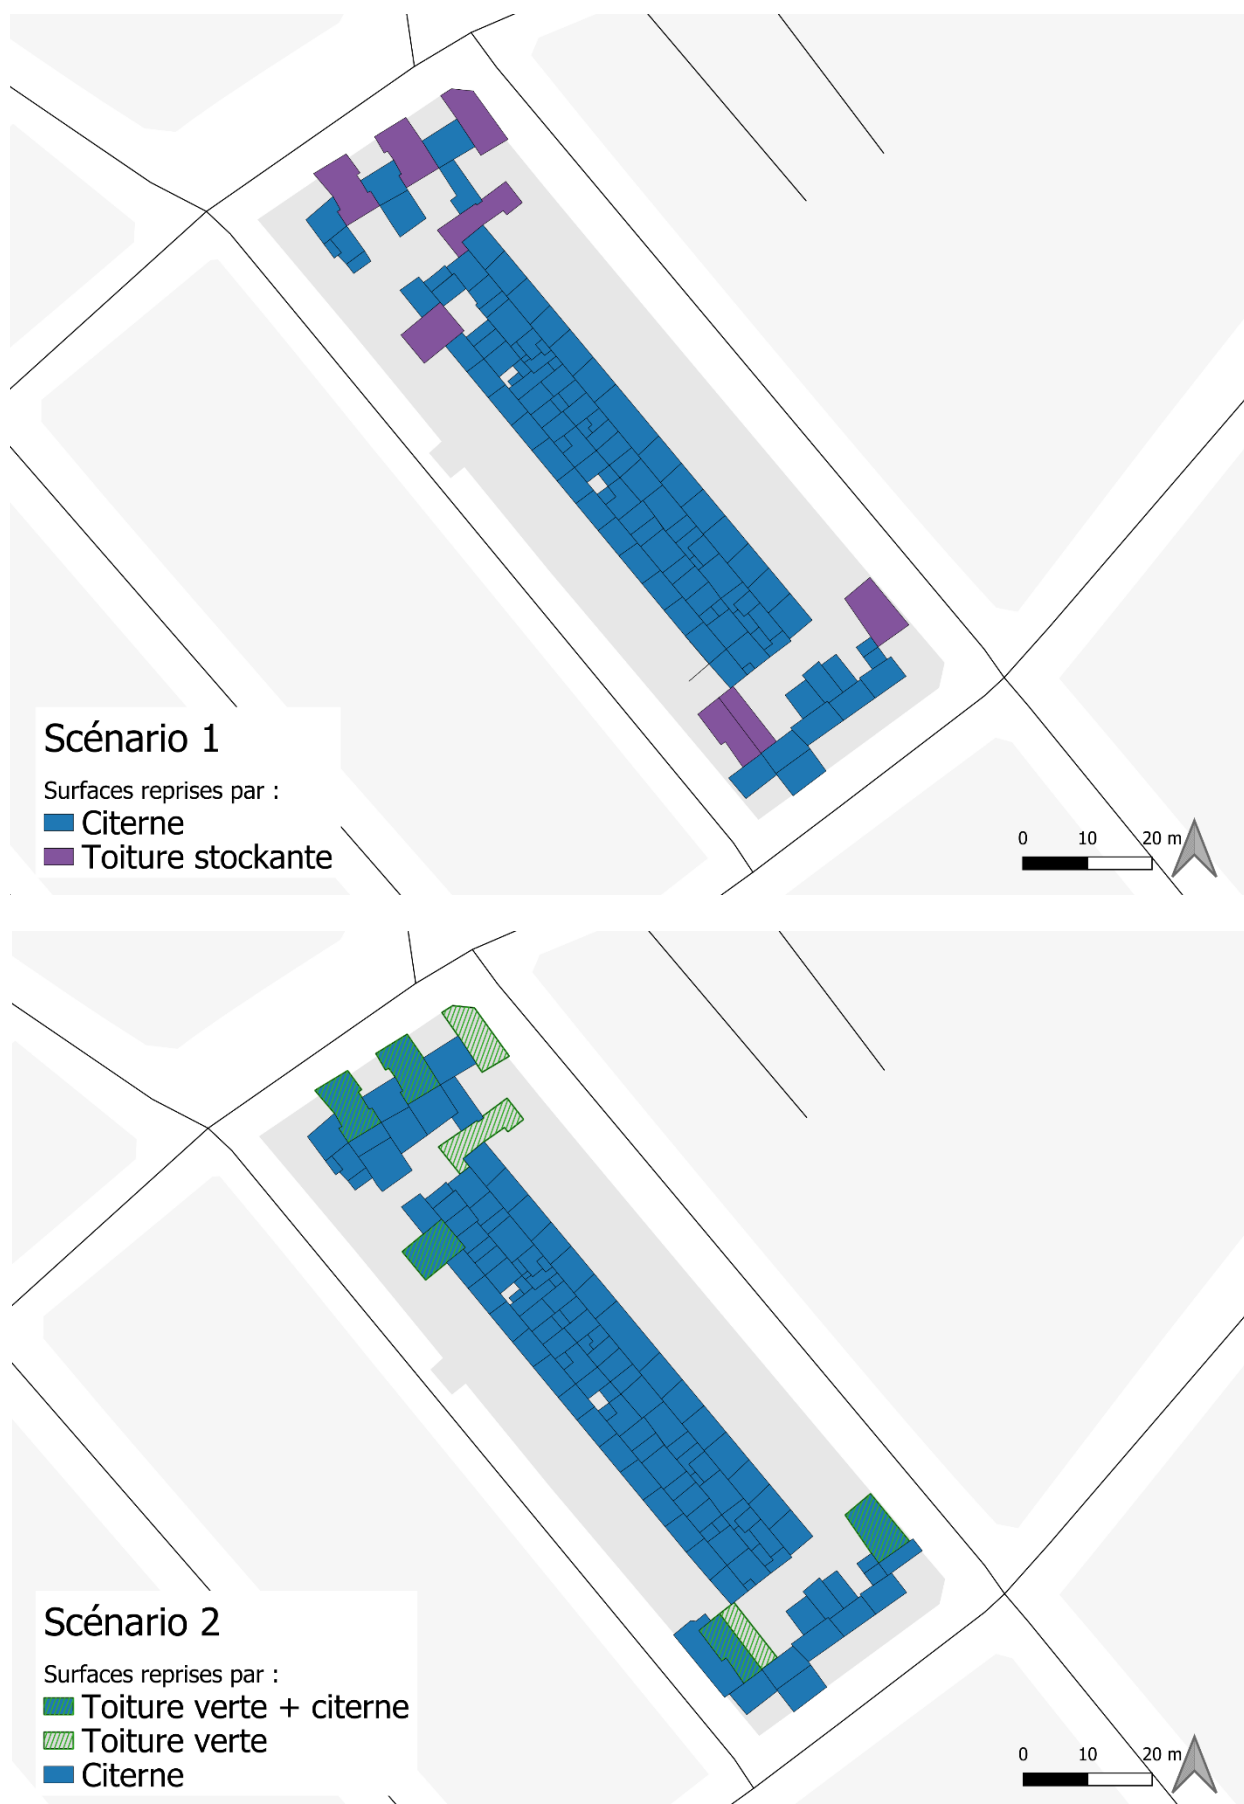 Scénario 1
Surfaces reprises par :
Citerne
Toiture stockante
0 10 20 m
Scénario 2
Surfaces reprises par :
Toiture verte + citerne
Toiture verte
Citerne
0 10 20 m